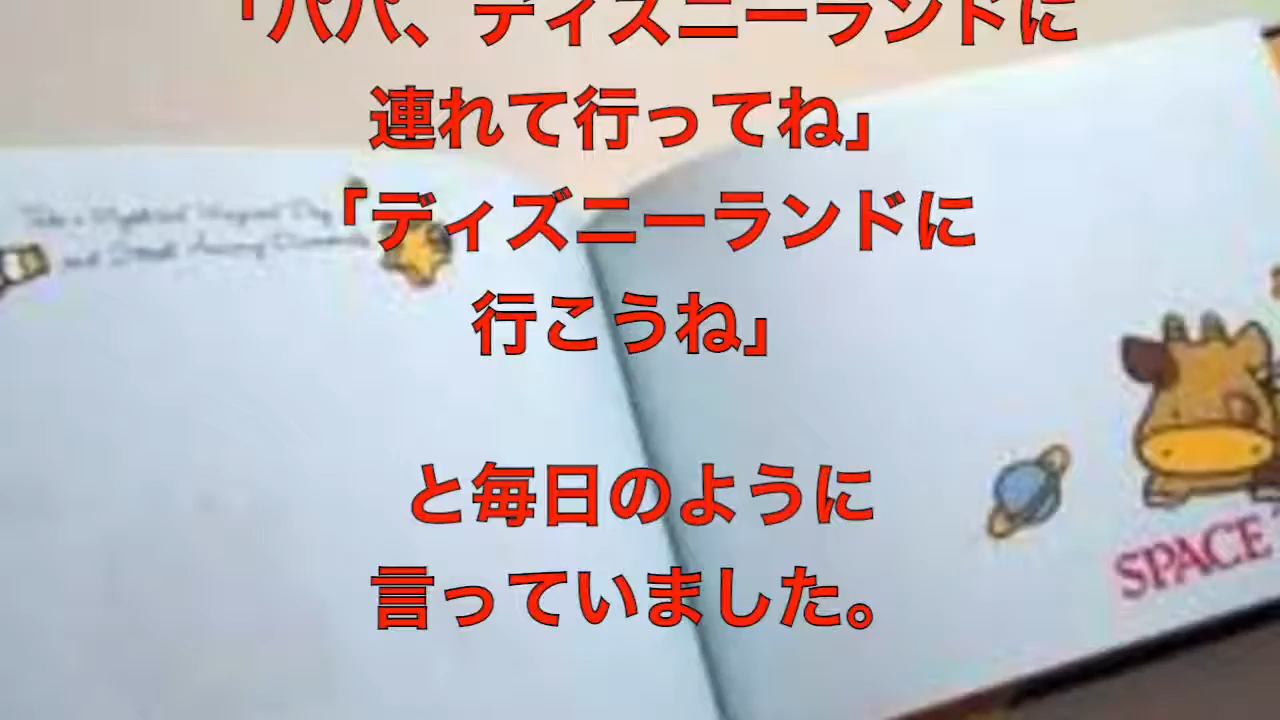 「パパ、ディズニーランドに
連れて行ってね」
「ディズニーランドに
行こうね」
と毎日のように
言っていました。
SPACE